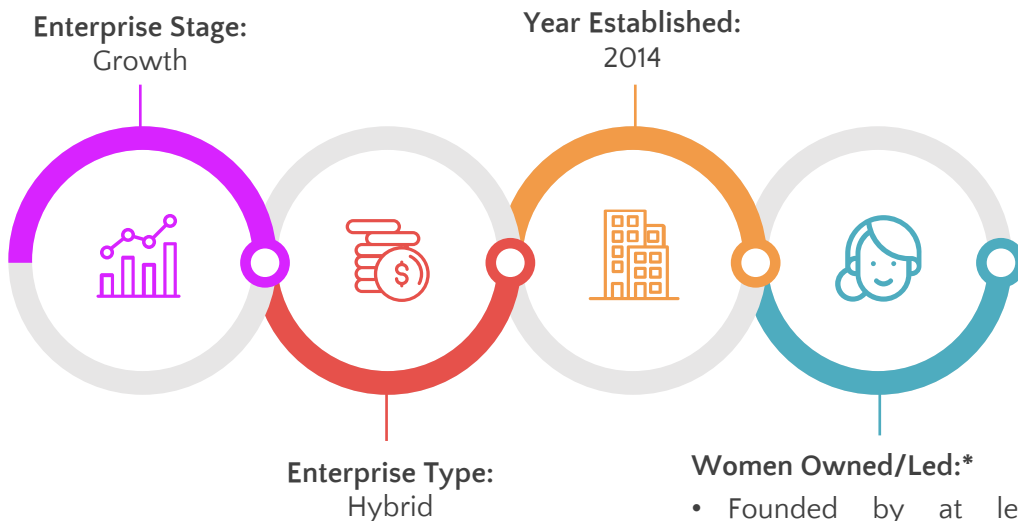 Enterprise Stage:
Growth
Year Established:
2014
$
Enterprise Type:
Hybrid
Women Owned/Led:*
• Founded by at